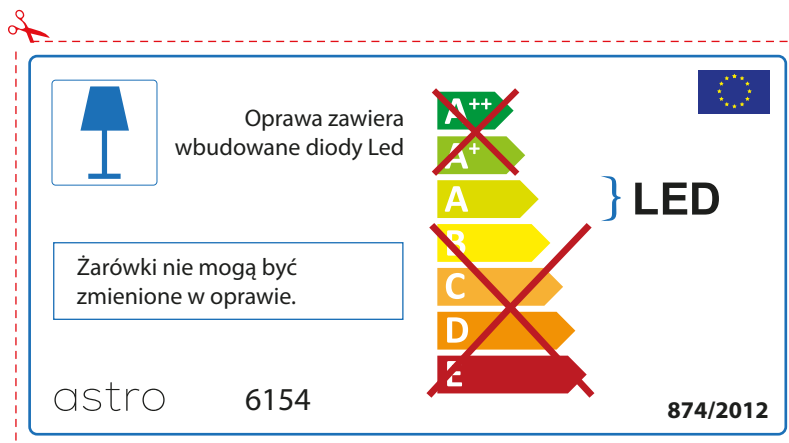 Oprawa zawiera
wbudowane diody Led
A++
A+
A
B
C
D
E
LED
Żarówki nie mogą być
zmienione w oprawie.
astro
6154
874/2012